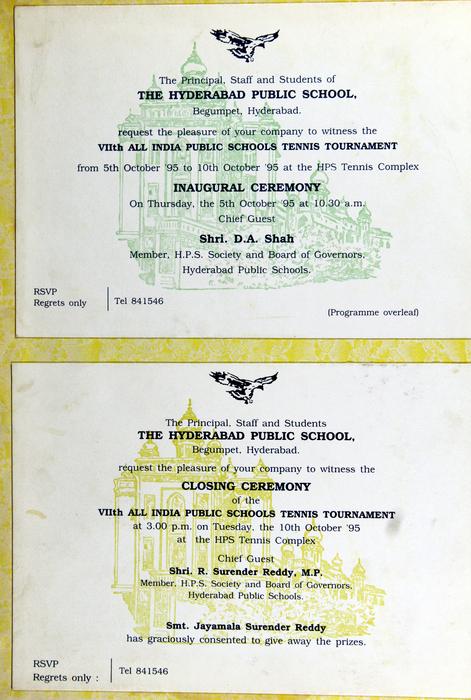 The Principal, Staff and Students of
THE HYDERABAD PUBLIC SCHOOL,
Begumpet, Hyderabad.
request the pleasure of your company to witness the
VIIth ALL INDIA PUBLIC SCHOOLS TENNIS TOURNAMENT
from 5th October '95 to 10th October '95 at the HPS Tennis Complex
INAUGURAL CEREMONY
On Thursday, the 5th October '95 at 10.30 a.m.
Chief Guest
Shri. D.A. Shah
Member, H.P.S. Society and Board of Governors.
Hyderabad Public Schools.
RSVP
Regrets only
Tel 841546
(Programme overleaf)
The Principal, Staff and Students
THE HYDERABAD PUBLIC SCHOOL,
Begumpet, Hyderabad.
request the pleasure of your company to witness the
CLOSING CEREMONY
of the
VIIth ALL INDIA PUBLIC SCHOOLS TENNIS TOURNAMENT
at 3.00 p.m. on Tuesday, the 10th October '95
at the HPS Tennis Complex
Chief Guest
Shri. R. Surender Reddy, M.P.
Member, H.P.S. Society and Board of Governors,
Hyderabad Public Schools.
Smt. Jayamala Surender Reddy
has graciously consented to give away the prizes.
RSVP
Regrets only :
Tel 841546